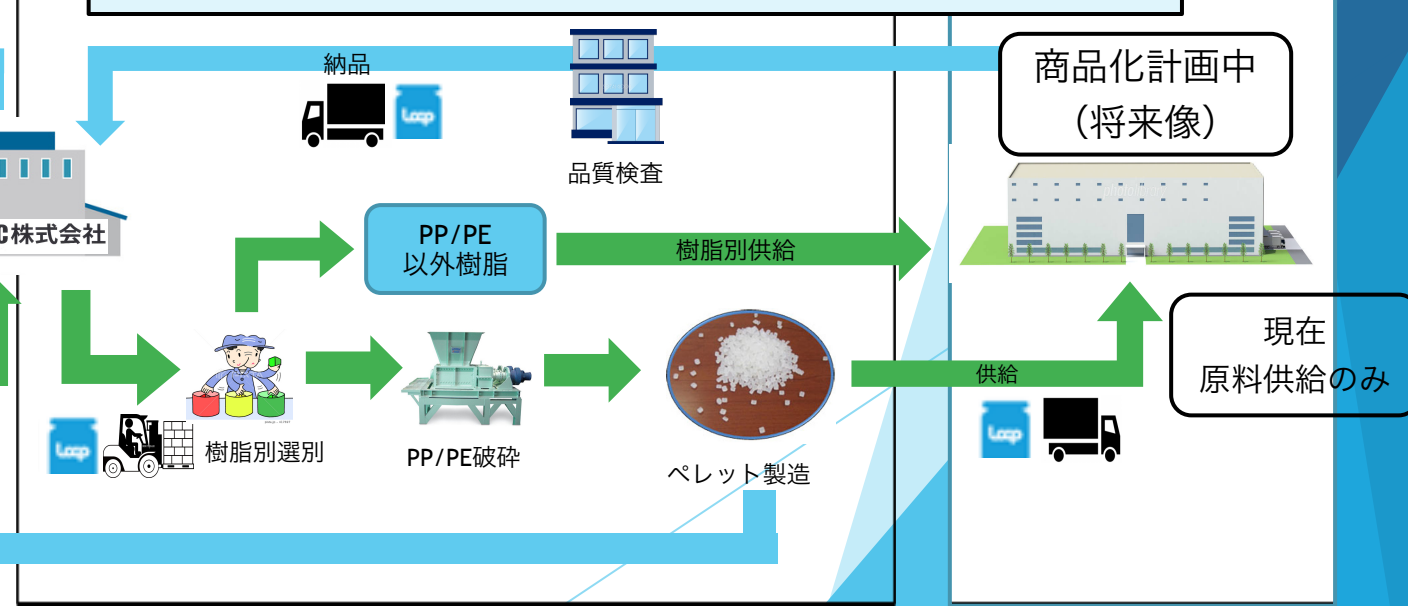 納品
Loop
商品化計画中
（将来像）
品質検査
C株式会社
PP/PE
以外樹脂
樹脂別供給
現在
原料供給のみ
供給
Loop
Loop
樹脂別選別
PP/PE破砕
ペレット製造